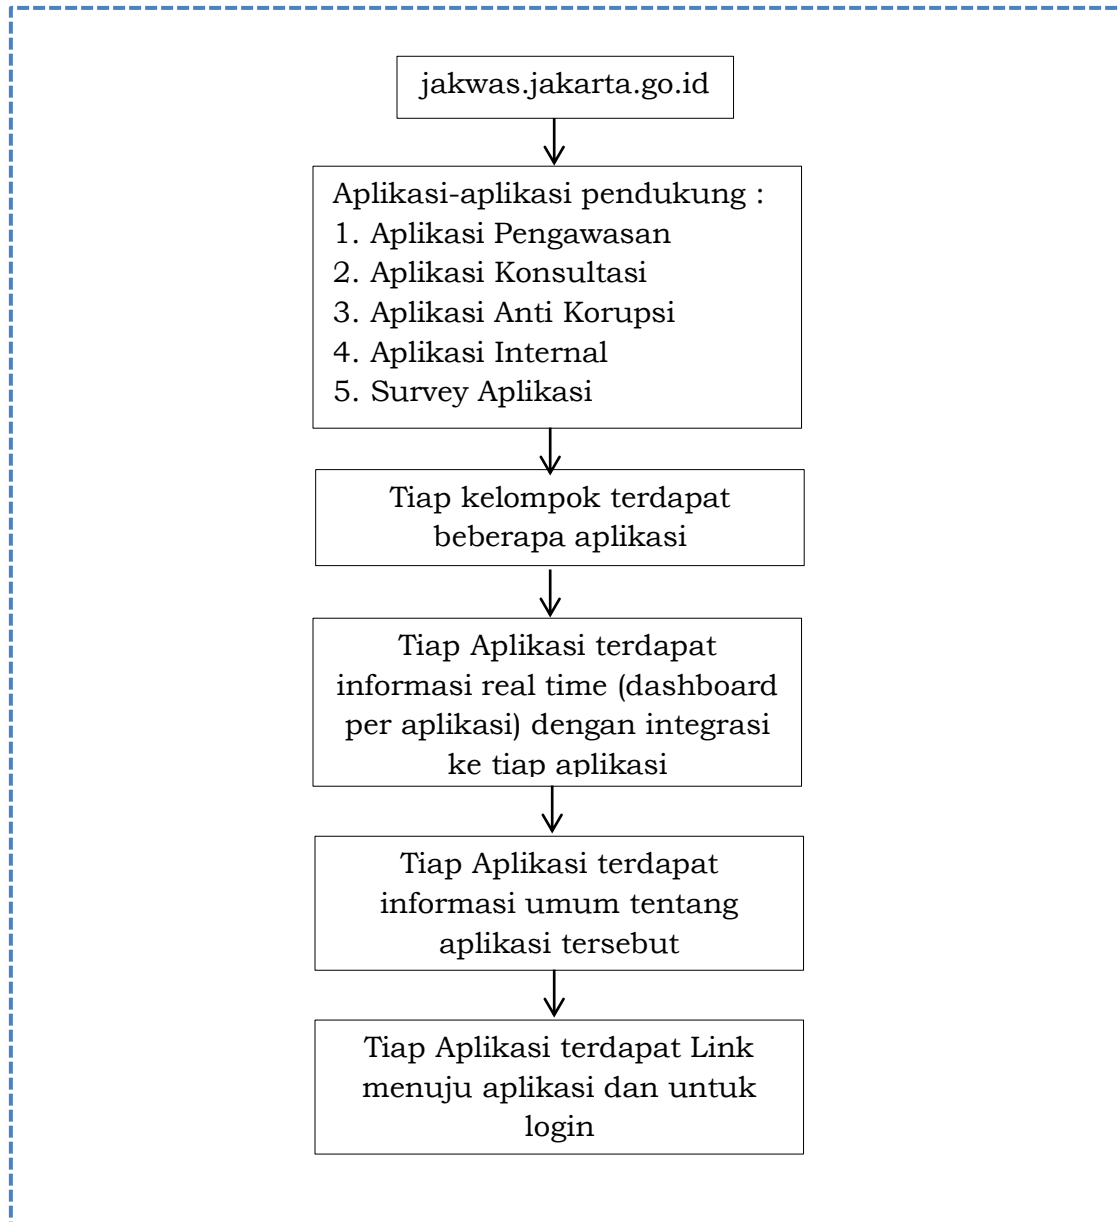 jakwas.jakarta.go.id
Aplikasi-aplikasi pendukung :
1. Aplikasi Pengawasan
2. Aplikasi Konsultasi
3. Aplikasi Anti Korupsi
4. Aplikasi Internal
5. Survey Aplikasi
Tiap kelompok terdapat
beberapa aplikasi
Tiap Aplikasi terdapat
informasi real time (dashboard
per aplikasi) dengan integrasi
ke tiap aplikasi
Tiap Aplikasi terdapat
informasi umum tentang
aplikasi tersebut
Tiap Aplikasi terdapat Link
menuju aplikasi dan untuk
login